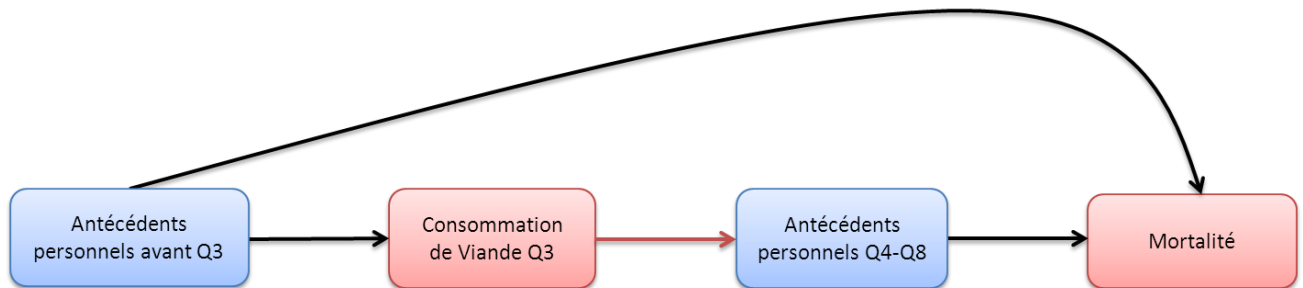 Antécédents
personnels avant Q3
Consommation
de Viande Q3
Antécédents
personnels Q4-Q8
Mortalité